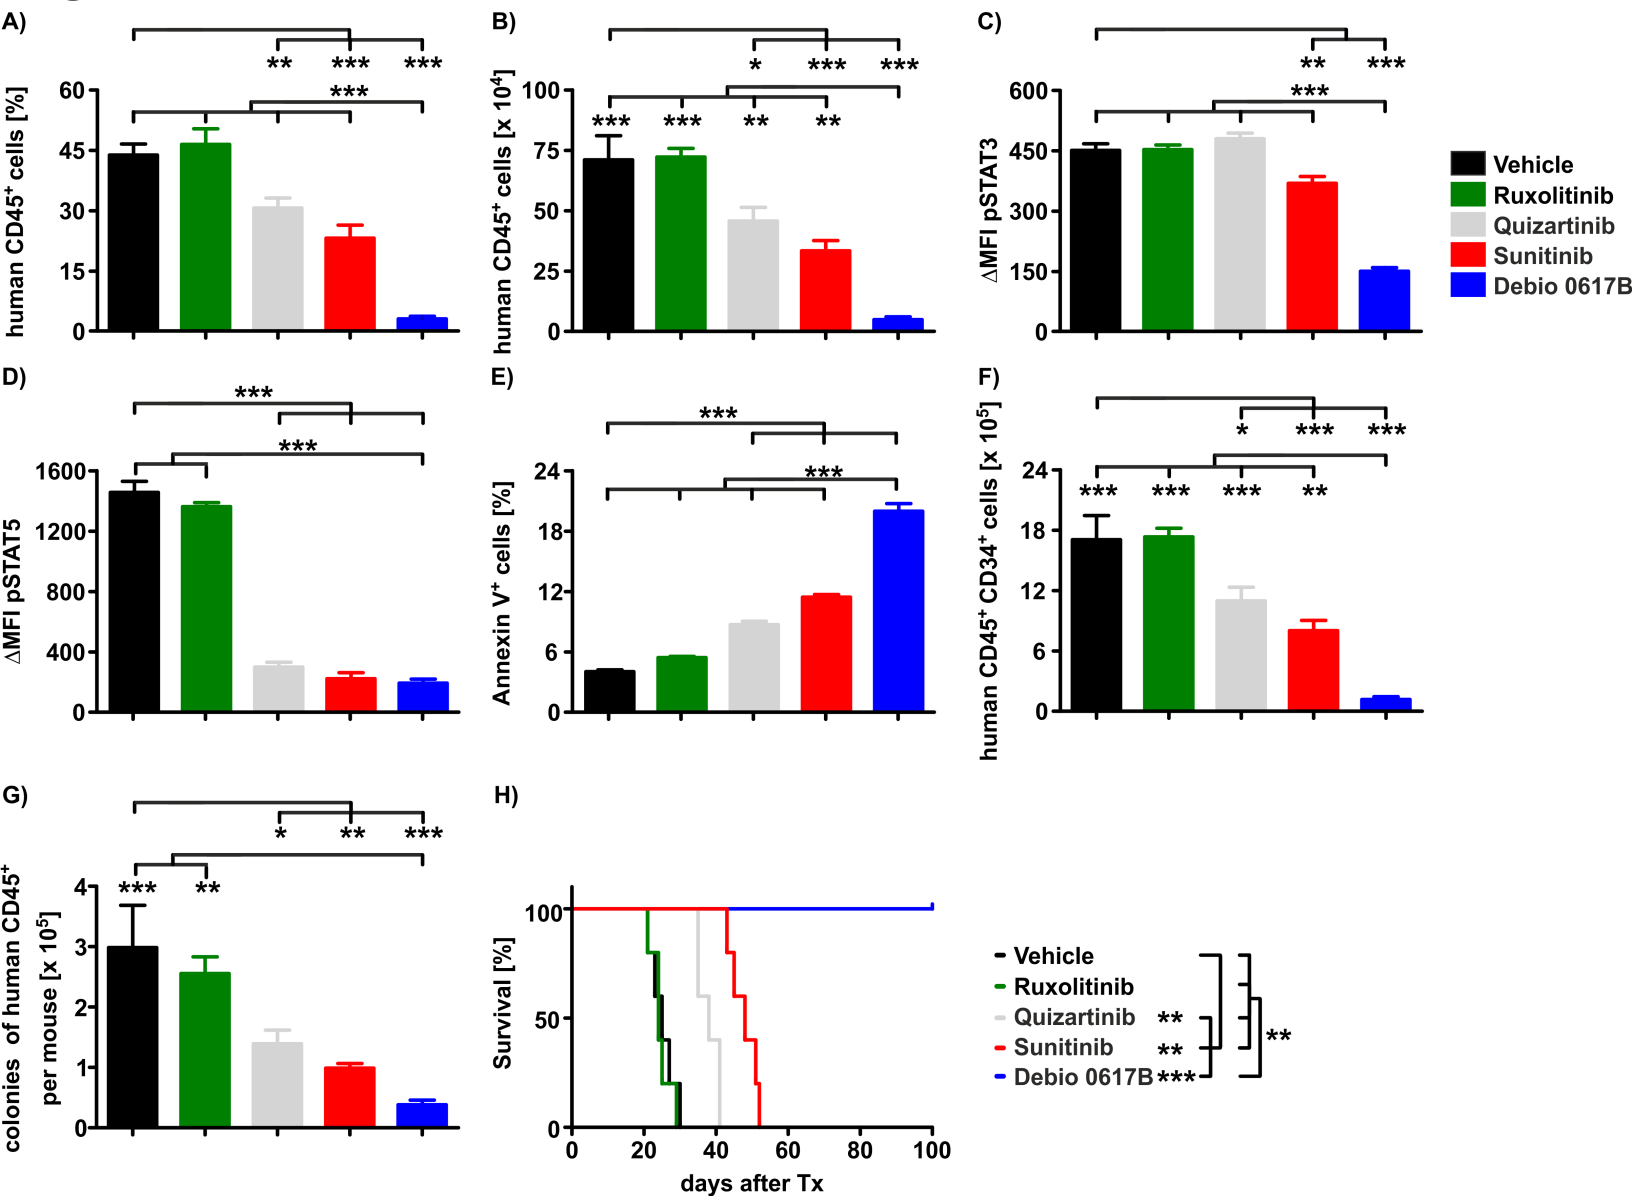 A)
** *** ***
***
60
45
30
15
0
human CD45+ cells [%]
B)
* *** ***
*** *** ** **
100
75
50
25
0
human CD45+ cells [x 10⁴]
C)
** ***
***
600
450
300
150
0
ΔMFI pSTAT3
Vehicle
Ruxolitinib
Quizartinib
Sunitinib
Debio 0617B
D)
***
***
1600
1200
800
400
0
ΔMFI pSTAT5
E)
***
***
24
18
12
6
0
Annexin V+ cells [%]
F)
* *** ***
*** *** *** **
24
18
12
6
0
human CD45+ CD34+ cells [x 10⁵]
G)
* ** ***
*** **
4
3
2
1
0
colonies of human CD45+
per mouse [x 10⁵]
H)
100
50
0 20 40 60 80 100
Survival [%]
days after Tx
Vehicle
Ruxolitinib
Quizartinib **
Sunitinib **
Debio 0617B ***
**